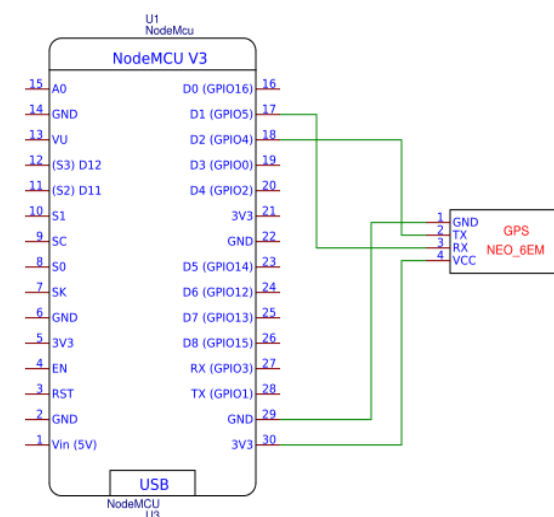 U1
NodeMcu
NodeMCU V3
15 A0 D0 (GPIO16) 16
14 GND D1 (GPIO5) 17
13 VU D2 (GPIO4) 18
12 (S3) D12 D3 (GPIO0) 19
11 (S2) D11 D4 (GPIO2) 20
10 S1 3V3 21
9 SC GND 22
8 S0 D5 (GPIO14) 23
7 SK D6 (GPIO12) 24
6 GND D7 (GPIO13) 25
5 3V3 D8 (GPIO15) 26
4 EN RX (GPIO3) 27
3 RST TX (GPIO1) 28
2 GND GND 29
1 Vin (5V) 3V3 30
USB
NodeMCU
U3
1 GND
2 TX
3 RX
4 VCC
GPS
NEO_6EM